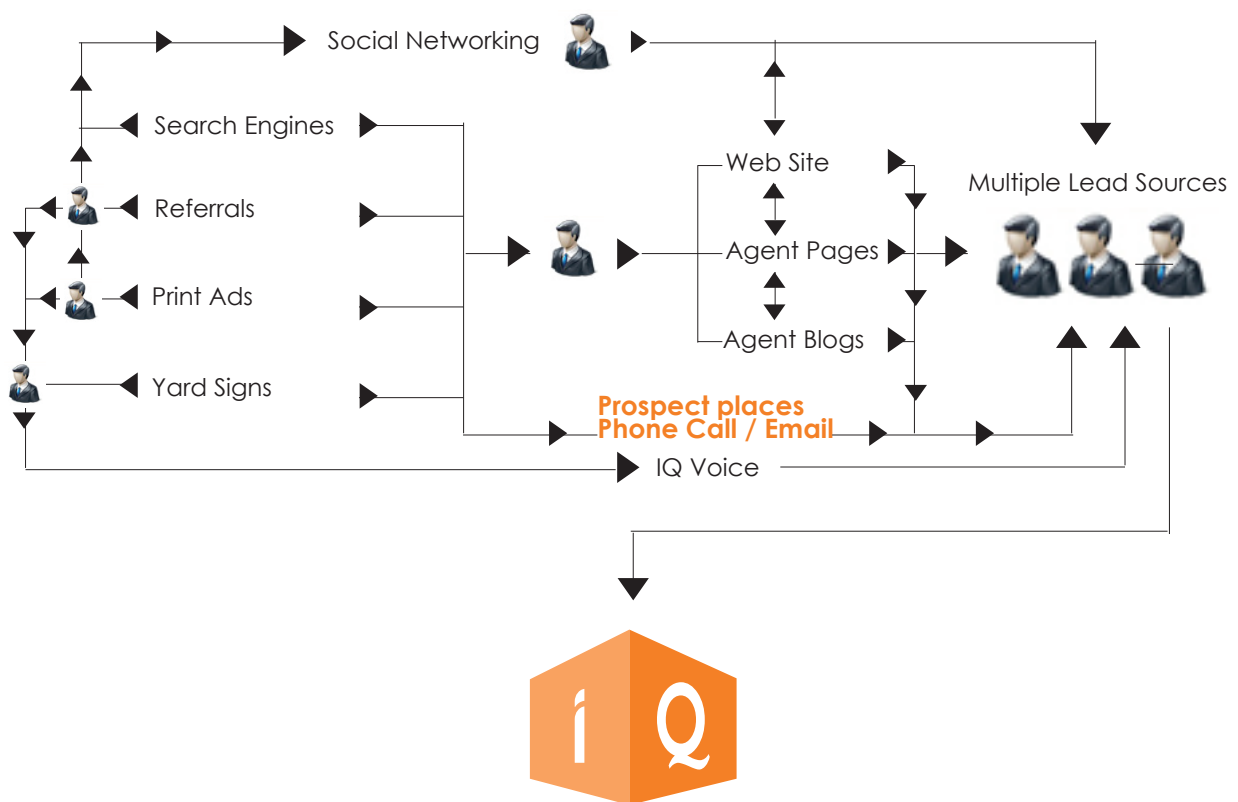 Social Networking
Search Engines
Web Site
Multiple Lead Sources
Referrals
Agent Pages
Print Ads
Agent Blogs
Yard Signs
Prospect places
Phone Call / Email
IQ Voice
iQ